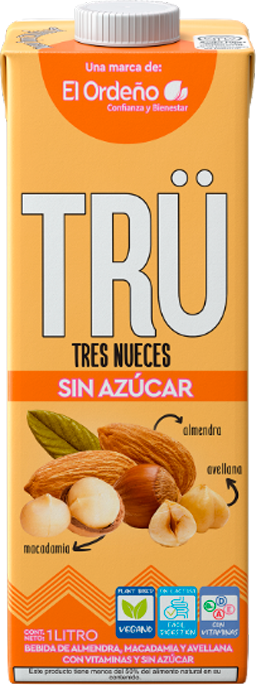 Una marca de:
El Ordeño
Confianza y Bienestar
TRÜ
TRES NUECES
SIN AZÚCAR
almendra
avellana
macadamia
PLANT BASED
VEGANO
SIN LACTOSA
FÁCIL
DIGESTIÓN
CON
VITAMINAS
CONT.
NETO: 1 LITRO
BEBIDA DE ALMENDRA, MACADAMIA Y AVELLANA
CON VITAMINAS Y SIN AZÚCAR
Este producto tiene menos del 50% del alimento natural en su
contenido.